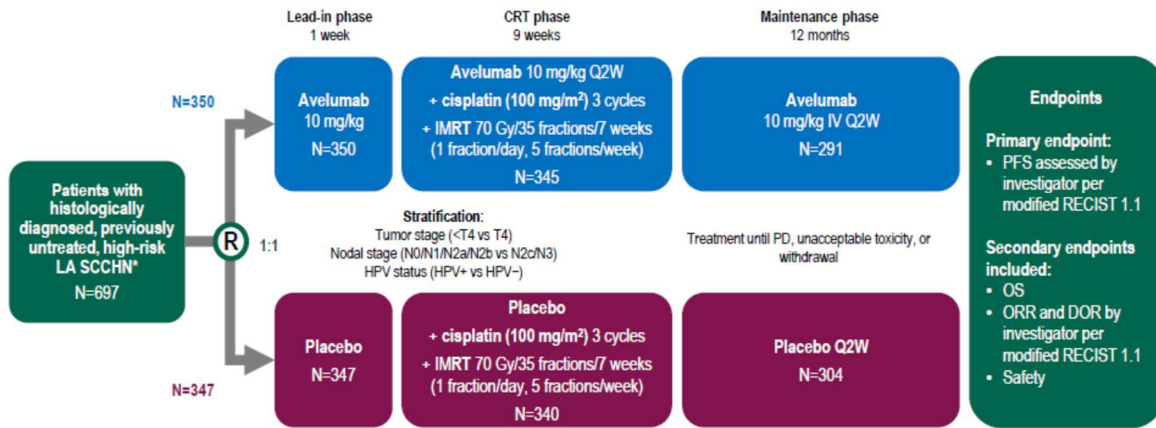 Lead-in phase
1 week
CRT phase
9 weeks
Maintenance phase
12 months
N=350
Avelumab
10 mg/kg
N=350
Avelumab 10 mg/kg Q2W
+ cisplatin (100 mg/m²) 3 cycles
+ IMRT 70 Gy/35 fractions/7 weeks
(1 fraction/day, 5 fractions/week)
N=345
Avelumab
10 mg/kg IV Q2W
N=291
Patients with
histologically
diagnosed, previously
untreated, high-risk
LA SCCHN*
N=697
R
1:1
Stratification:
Tumor stage (<T4 vs T4)
Nodal stage (N0/N1/N2a/N2b vs N2c/N3)
HPV status (HPV+ vs HPV−)
Treatment until PD, unacceptable toxicity, or
withdrawal
N=347
Placebo
N=347
Placebo
+ cisplatin (100 mg/m²) 3 cycles
+ IMRT 70 Gy/35 fractions/7 weeks
(1 fraction/day, 5 fractions/week)
N=340
Placebo Q2W
N=304
Endpoints
Primary endpoint:
• PFS assessed by
investigator per
modified RECIST 1.1
Secondary endpoints
included:
• OS
• ORR and DOR by
investigator per
modified RECIST 1.1
• Safety